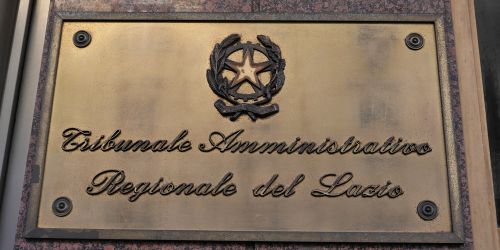 Tribunale Amministrativo
Regionale del Lazio